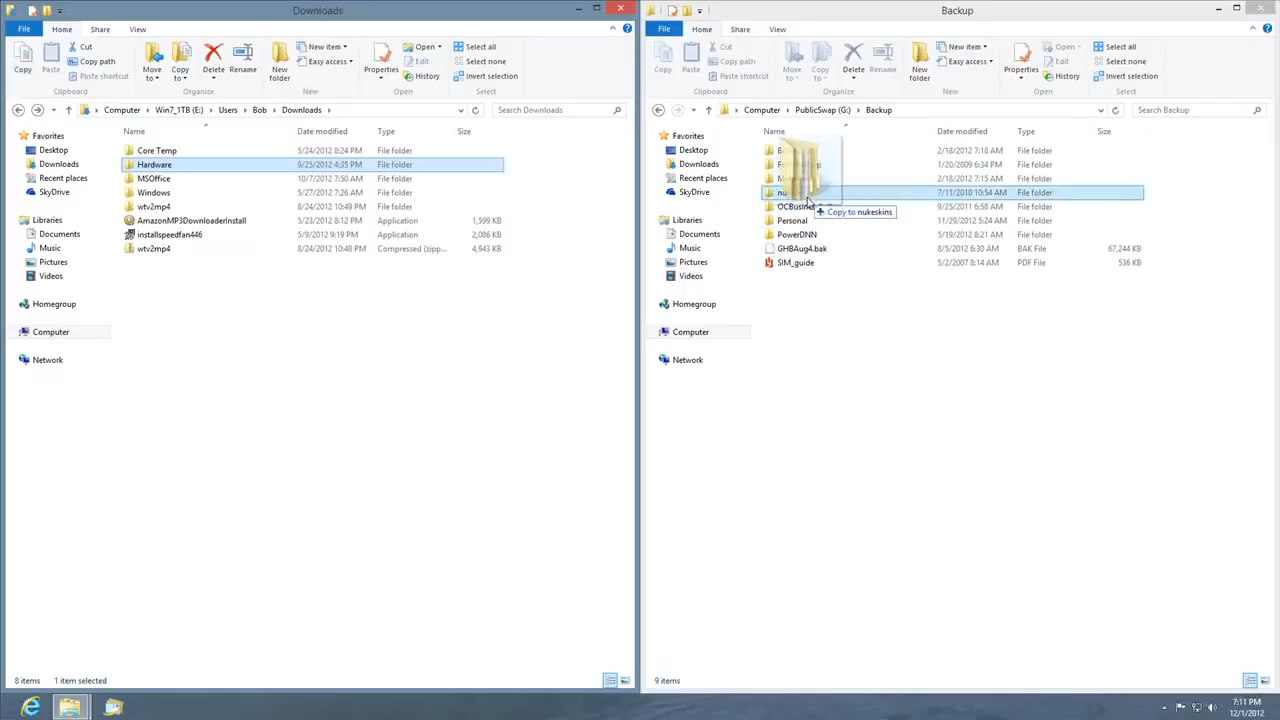 Downloads
File Home Share View
Copy Paste Cut Copy path Paste shortcut Clipboard
Move to Copy to Delete Rename Organize
New folder New item Easy access New
Properties Open Edit History Open
Select all Select none Invert selection Select
Computer Win7_1TB (E:) Users Bob Downloads Search Downloads
Favorites
Desktop
Downloads
Recent places
SkyDrive
Libraries
Documents
Music
Pictures
Videos
Homegroup
Computer
Network
Name Date modified Type Size
Core Temp 5/24/2012 8:24 PM File folder
Hardware 9/25/2012 4:35 PM File folder
MSOffice 10/7/2012 7:50 AM File folder
Windows 5/27/2012 7:26 AM File folder
wtv2mp4 8/24/2012 10:49 PM File folder
AmazonMP3DownloaderInstall 5/23/2012 8:12 PM Application 1,599 KB
installspeedfan446 5/9/2012 9:19 PM Application 2,086 KB
wtv2mp4 8/24/2012 10:48 PM Compressed (zipp... 4,943 KB
8 items 1 item selected
Backup
File Home Share View
Copy Paste Cut Copy path Paste shortcut Clipboard
Move to Copy to Delete Rename Organize
New folder New item Easy access New
Properties Open Edit History Open
Select all Select none Invert selection Select
Computer PublicSwap (G:) Backup Search Backup
Favorites
Desktop
Downloads
Recent places
SkyDrive
Libraries
Documents
Music
Pictures
Videos
Homegroup
Computer
Network
Name Date modified Type Size
2/18/2012 7:18 AM File folder
1/20/2009 6:34 PM File folder
2/18/2012 7:15 AM File folder
7/11/2010 10:54 AM File folder
9/25/2011 6:58 AM File folder
Copy to nukeskins
Personal 11/29/2012 5:24 PM File folder
PowerDNN 5/19/2012 8:21 AM File folder
GHBAug4.bak 8/5/2012 6:30 AM BAK File 67,244 KB
SIM_guide 5/2/2007 8:14 AM PDF File 536 KB
9 items
7:11 PM
12/1/2012